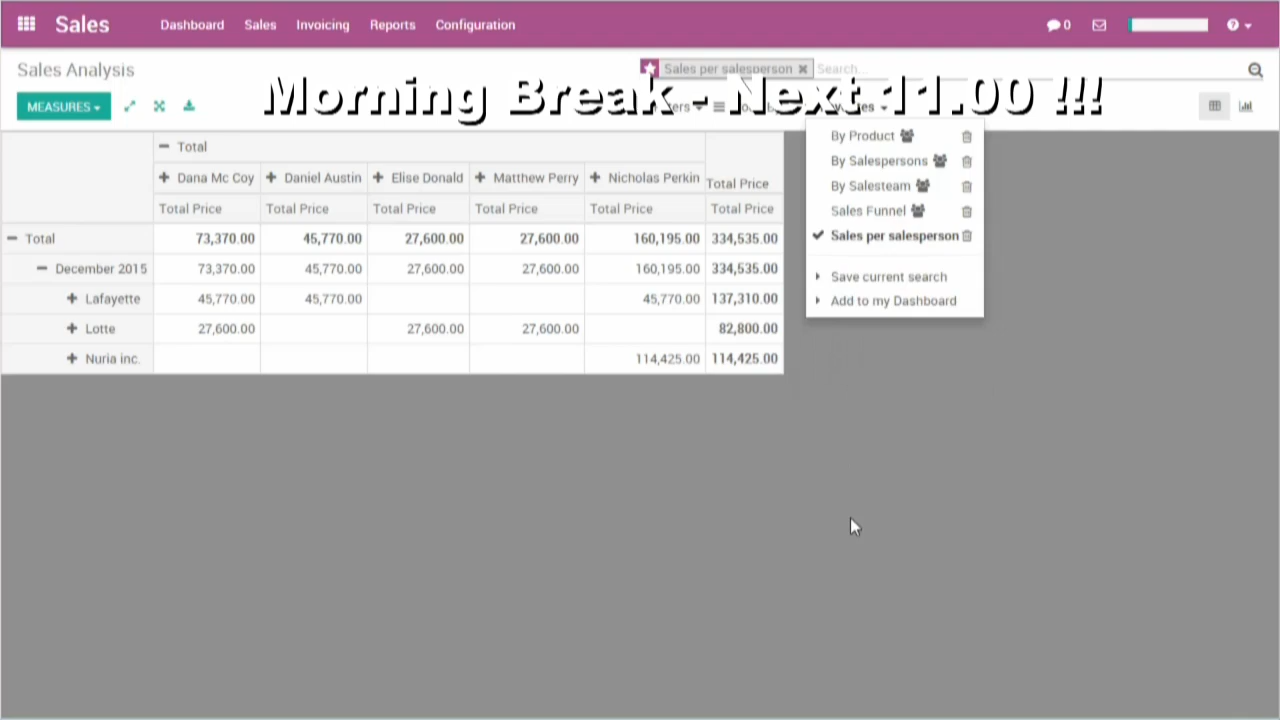 Sales Dashboard Sales Invoicing Reports Configuration 0 ?
Sales Analysis Sales per salesperson Search...
MEASURES
Morning Break - Next 11.00 !!!
Total
Dana Mc Coy Daniel Austin Elise Donald Matthew Perry Nicholas Perkin Total Price
Total Price Total Price Total Price Total Price Total Price Total Price
Total 73,370.00 45,770.00 27,600.00 27,600.00 160,195.00 334,535.00
December 2015 73,370.00 45,770.00 27,600.00 27,600.00 160,195.00 334,535.00
Lafayette 45,770.00 45,770.00 45,770.00 137,310.00
Lotte 27,600.00 27,600.00 27,600.00 82,800.00
Nuria inc. 114,425.00 114,425.00
By Product
By Salespersons
By Salesteam
Sales Funnel
Sales per salesperson
Save current search
Add to my Dashboard